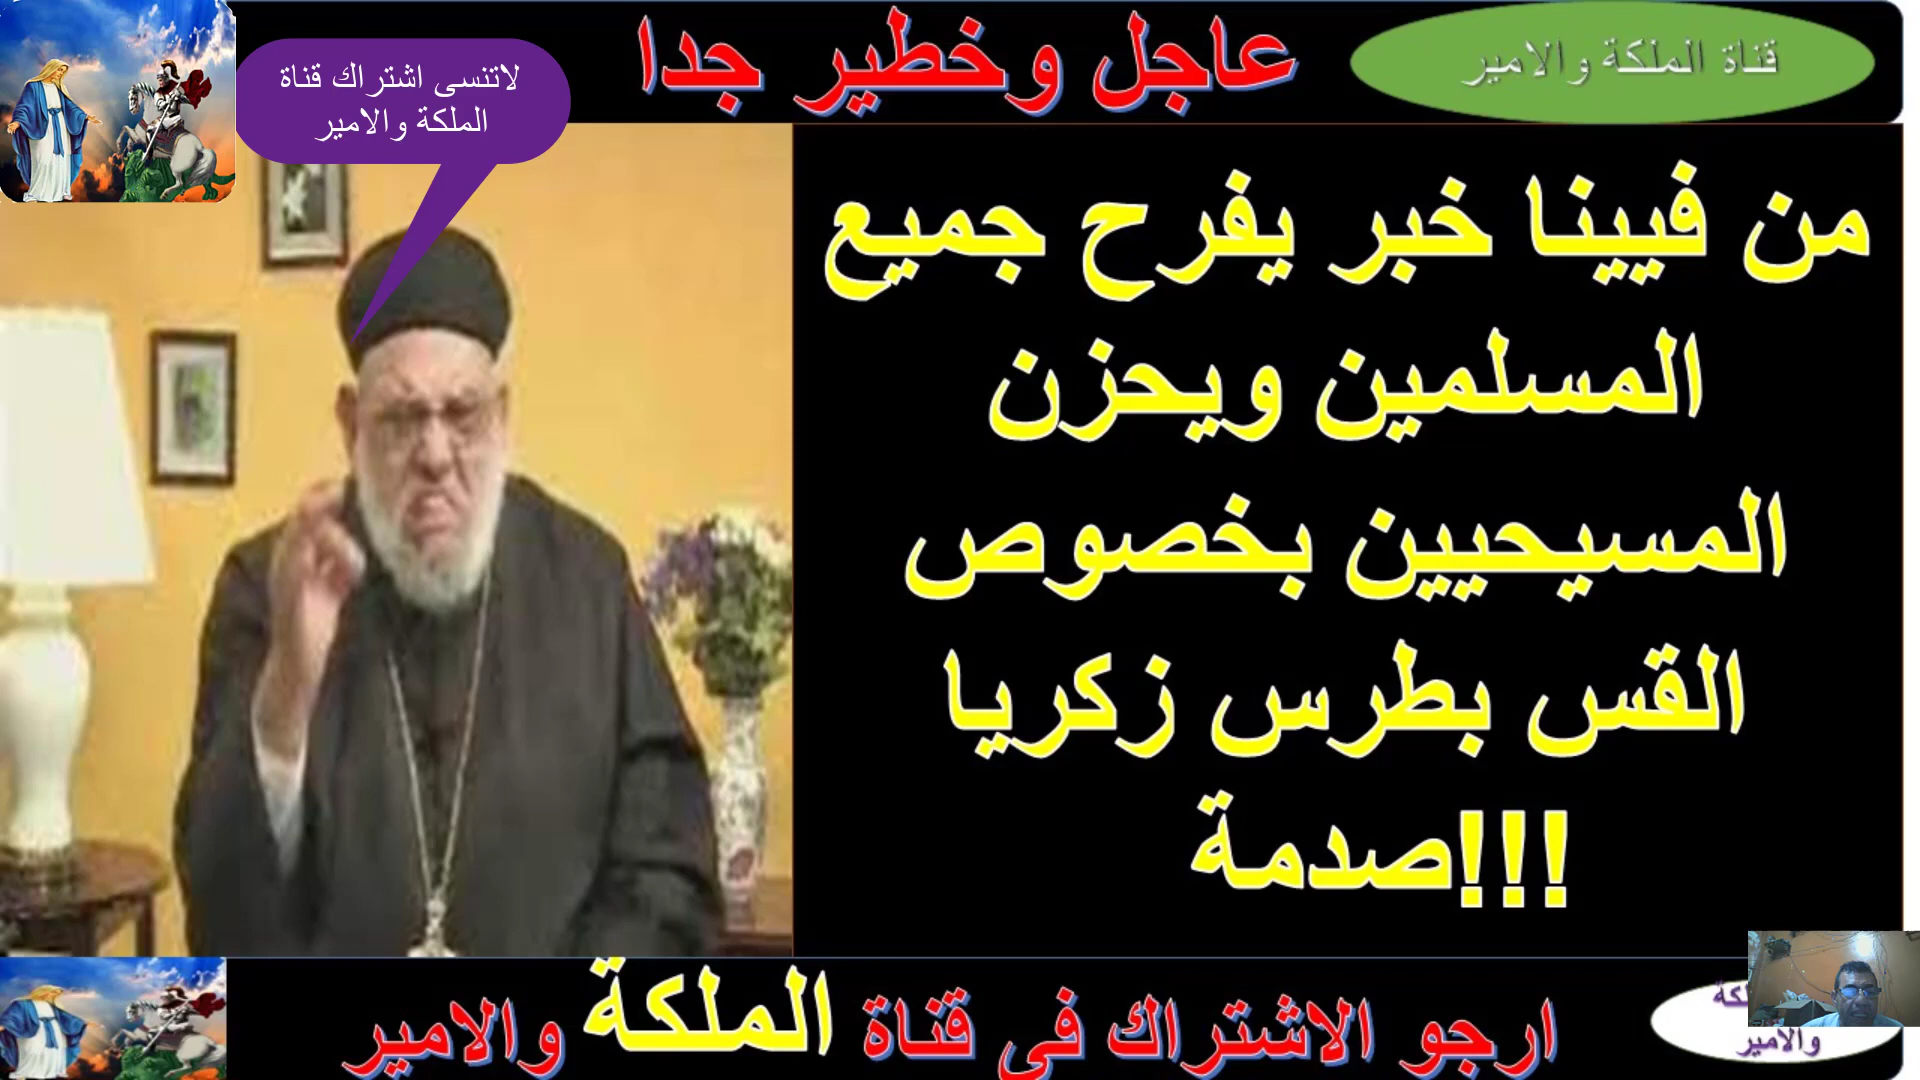 قناة الملكة والامير
عاجل وخطير جدا
لاتنسى اشتراك قناة
الملكة والامير
من فيينا خبر يفرح جميع
المسلمين ويحزن
المسيحيين بخصوص
القس بطرس زكريا
!!!صدمة
ارجو الاشتراك فى قناة الملكة والامير
والامير